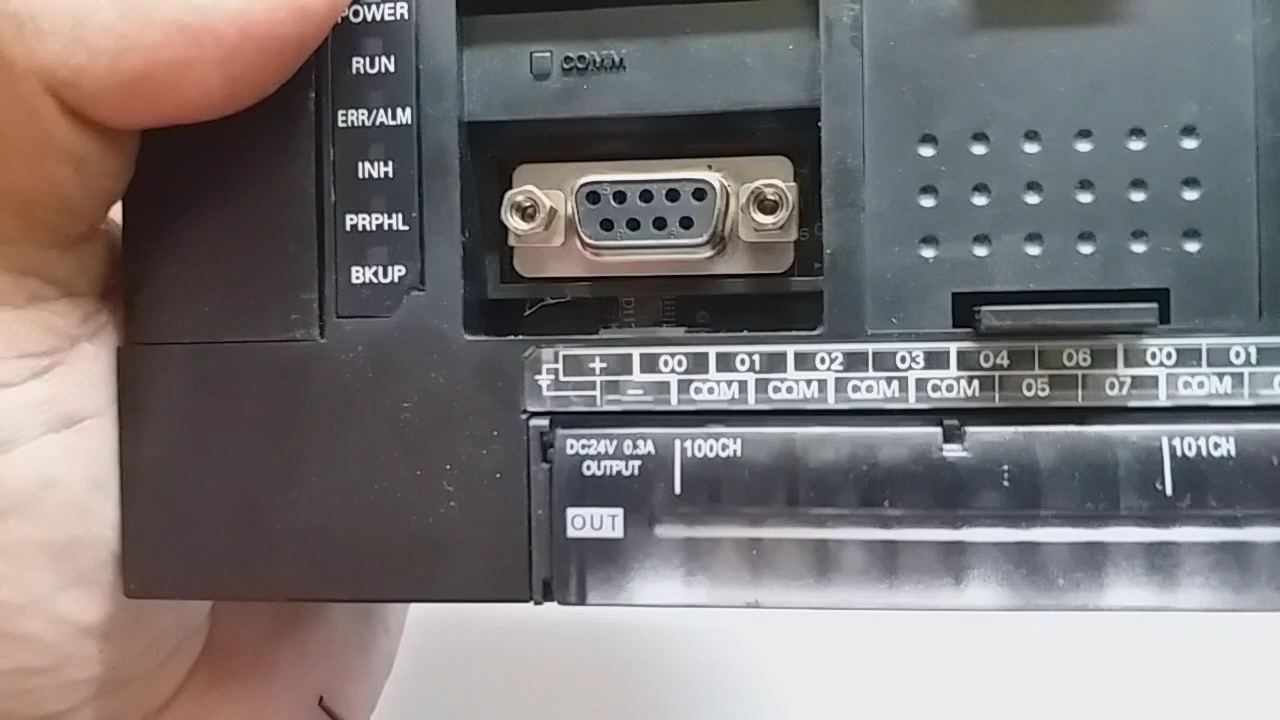 POWER
RUN
ERR/ALM
INH
PRPHL
BKUP
COMM
+ 00 01 02 03 04 06 00 01
− COM COM COM COM 05 07 COM
DC24V 0.3A
OUTPUT
100CH
101CH
OUT